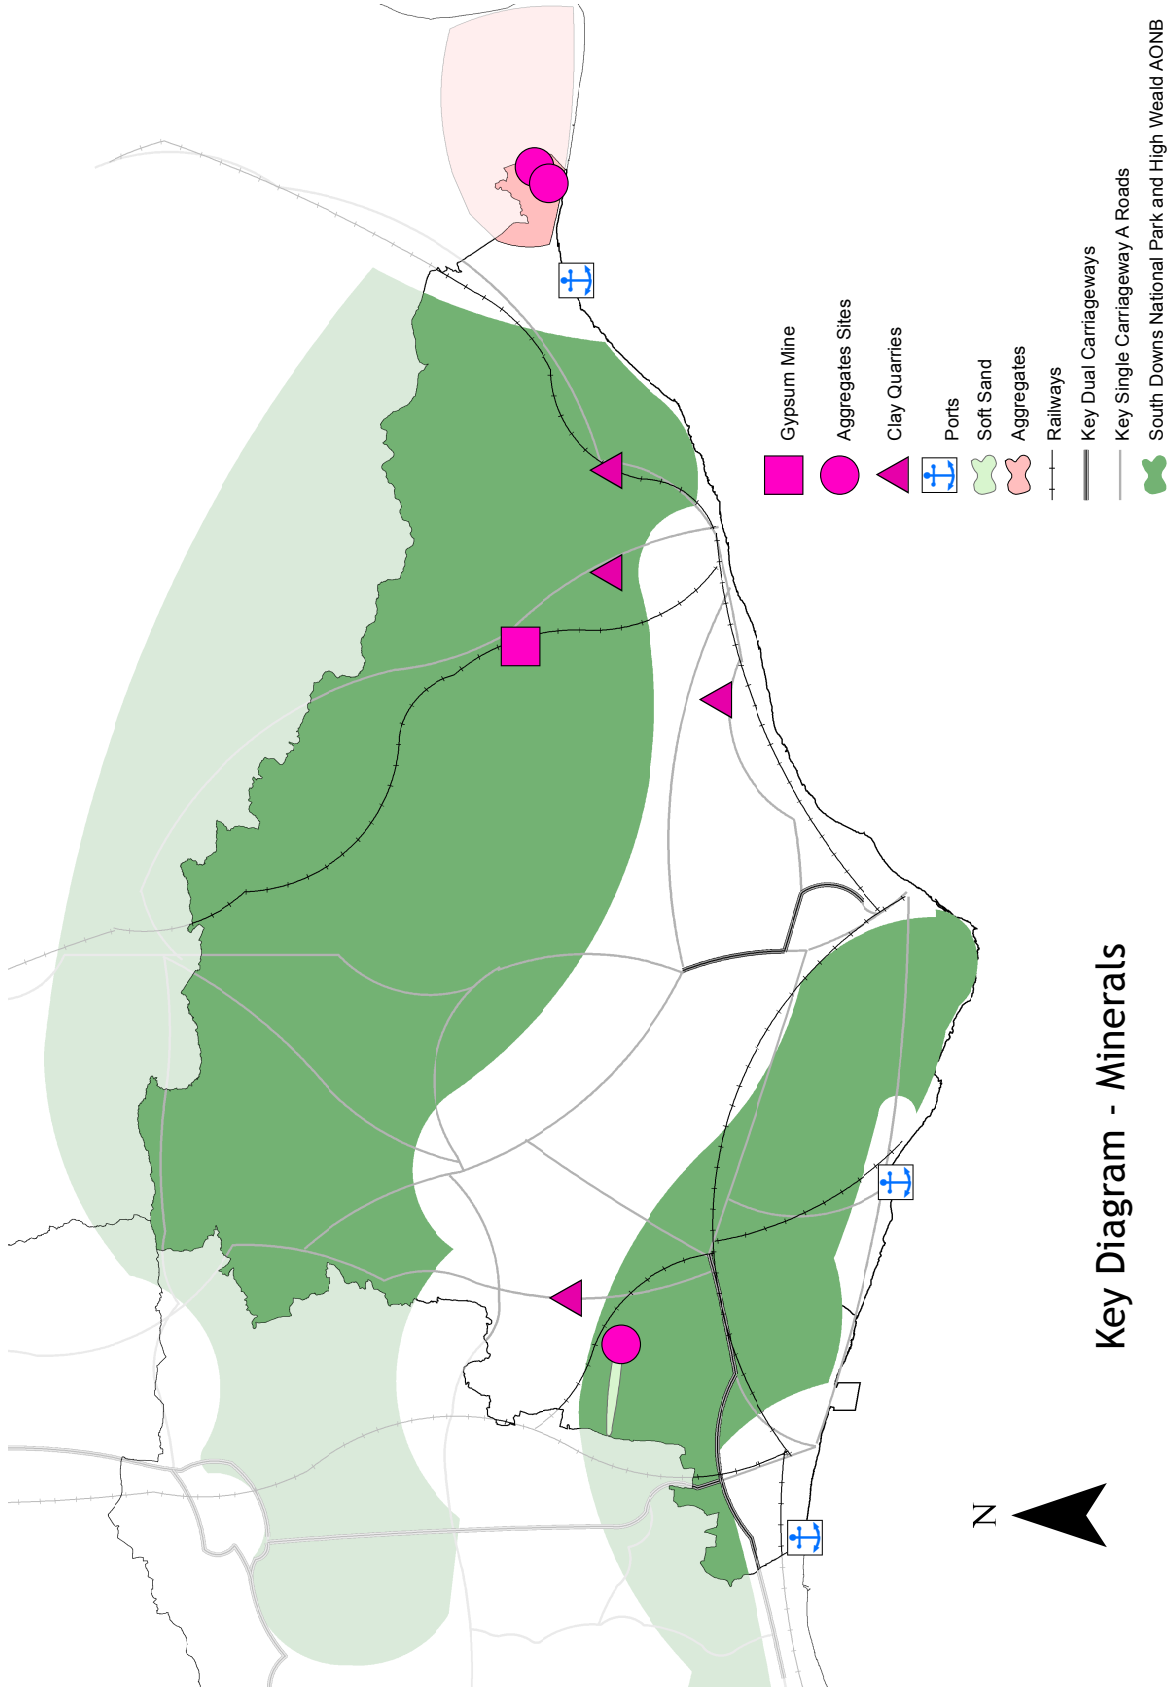 Gypsum Mine
Aggregates Sites
Clay Quarries
Ports
Soft Sand
Aggregates
Railways
Key Dual Carriageways
Key Single Carriageway A Roads
South Downs National Park and High Weald AONB
Key Diagram - Minerals
N